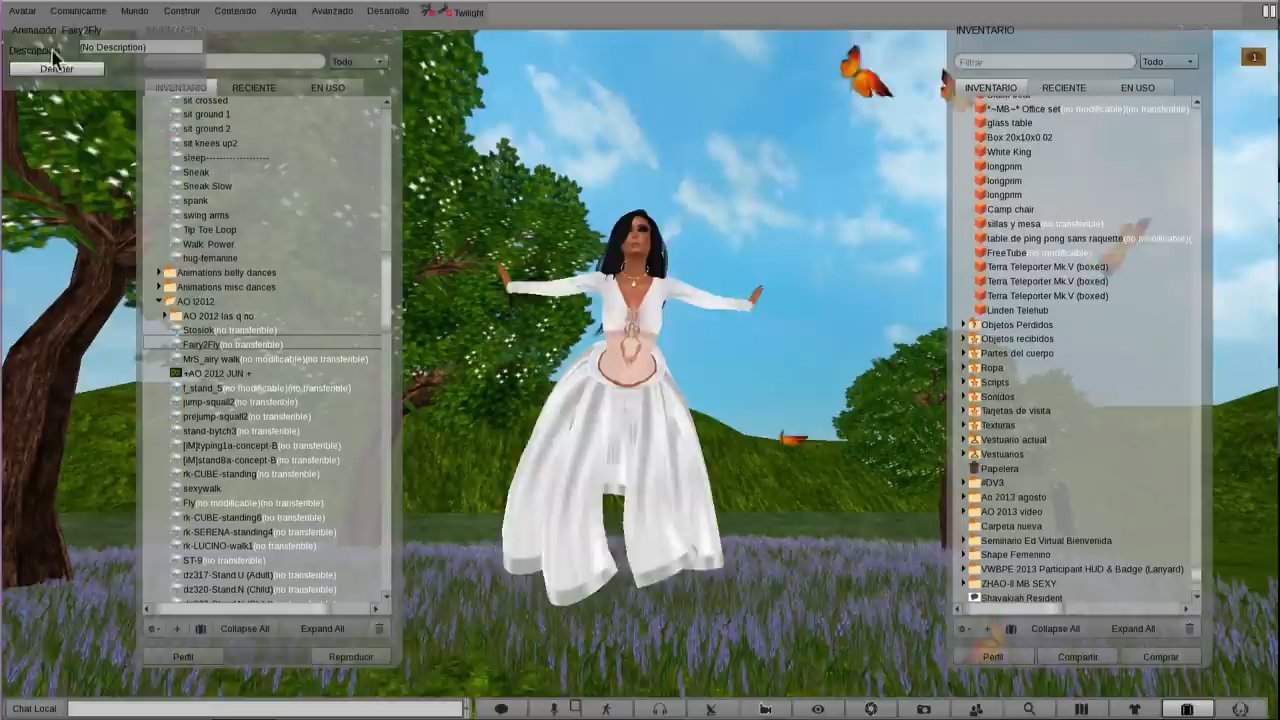 Avatar Comunicarme Mundo Construir Contenido Ayuda Avanzado Desarrollo Twilight
Animación Fairy2Fly
Descripción (No Description)
Todo
INVENTARIO RECIENTE EN USO
sit crossed
sit ground 1
sit ground 2
sit knees up2
sleep-------------------
Sneak
Sneak Slow
spank
swing arms
Tip Toe Loop
Walk: Power
hug-femanine
Animations belly dances
Animations misc dances
AO I2012
AO 2012 las q no
Stosiok(no transferible)
Fairy2Fly(no transferible)
MrS_airy walk(no modificable)(no transferible)
+AO 2012 JUN +
f_stand_5(no modificable)(no transferible)
jump-squall2(no transferible)
prejump-squall2(no transferible)
stand-bytch3(no transferible)
[iM]typing1a-concept-B(no transferible)
[iM]stand8a-concept-B(no transferible)
rk-CUBE-standing(no transferible)
sexywalk
Fly(no modificable)(no transferible)
rk-CUBE-standing6(no transferible)
rk-SERENA-standing4(no transferible)
rk-LUCINO-walk1(no transferible)
ST-9(no transferible)
dz317-Stand.U (Adult)(no transferible)
dz320-Stand.N (Child)(no transferible)
Collapse All Expand All
Perfil Reproducir
INVENTARIO
Filtrar Todo
INVENTARIO RECIENTE EN USO
*~MB~* Office set(no modificable)(no transferible)
glass table
Box 20x10x0.02
White King
longprim
longprim
longprim
Camp chair
sillas y mesa(no transferible)
table de ping pong sans raquette(no modificable)(
FreeTube(no modificable)
Terra Teleporter Mk.V (boxed)
Terra Teleporter Mk.V (boxed)
Terra Teleporter Mk.V (boxed)
Linden Telehub
Objetos Perdidos
Objetos recibidos
Partes del cuerpo
Ropa
Scripts
Sonidos
Tarjetas de visita
Texturas
Vestuario actual
Vestuarios
Papelera
#DV3
Ao 2013 agosto
AO 2013 video
Carpeta nueva
Seminario Ed Virtual Bienvenida
Shape Femenino
VWBPE 2013 Participant HUD & Badge (Lanyard)
ZHAO-II MB SEXY
Shavakiah Resident
Collapse All Expand All
Perfil Compartir Comprar
1
Chat Local